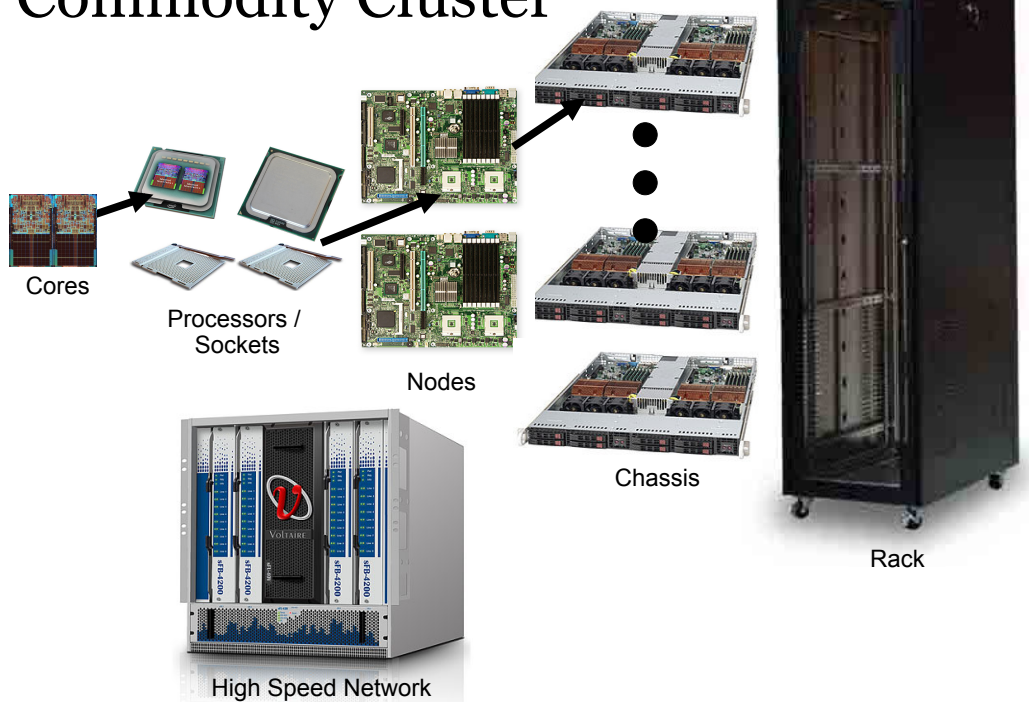 Commodity Cluster
Cores
Processors /
Sockets
Nodes
Chassis
Rack
VOLTAIRE
sFB-4200
sFB-4200
sFB-4200
sFB-4200
High Speed Network